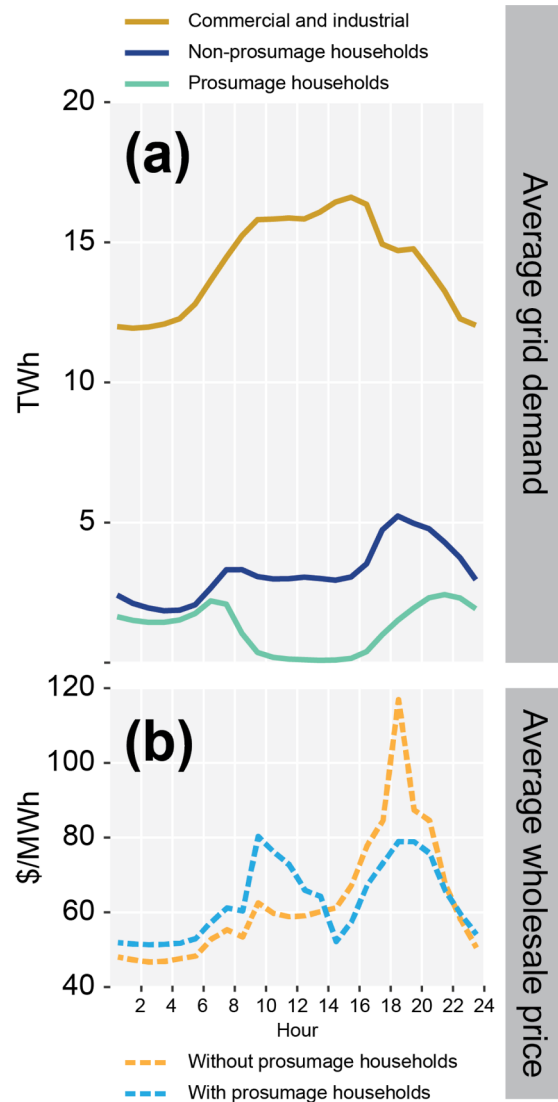 Commercial and industrial
Non-prosumage households
Prosumage households
20
15
10
5
TWh
(a)
Average grid demand
120
100
80
60
40
$/MWh
(b)
Average wholesale price
2 4 6 8 10 12 14 16 18 20 22 24
Hour
Without prosumage households
With prosumage households